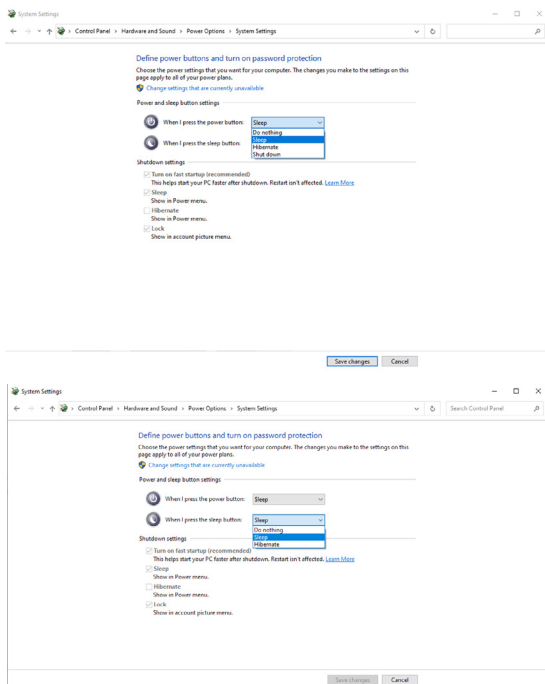 System Settings
Control Panel > Hardware and Sound > Power Options > System Settings
Define power buttons and turn on password protection
Choose the power settings that you want for your computer. The changes you make to the settings on this
page apply to all of your power plans.
Change settings that are currently unavailable
Power and sleep button settings
When I press the power button: Sleep
Do nothing
Sleep
When I press the sleep button: Hibernate
Shut down
Shutdown settings
Turn on fast startup (recommended)
This helps start your PC faster after shutdown. Restart isn't affected. Learn More
Sleep
Show in Power menu.
Hibernate
Show in Power menu.
Lock
Show in account picture menu.
Save changes Cancel
System Settings
Control Panel > Hardware and Sound > Power Options > System Settings Search Control Panel
Define power buttons and turn on password protection
Choose the power settings that you want for your computer. The changes you make to the settings on this
page apply to all of your power plans.
Change settings that are currently unavailable
Power and sleep button settings
When I press the power button: Sleep
When I press the sleep button: Sleep
Do nothing
Sleep
Shutdown settings
Hibernate
Turn on fast startup (recommended)
This helps start your PC faster after shutdown. Restart isn't affected. Learn More
Sleep
Show in Power menu.
Hibernate
Show in Power menu.
Lock
Show in account picture menu.
Save changes Cancel